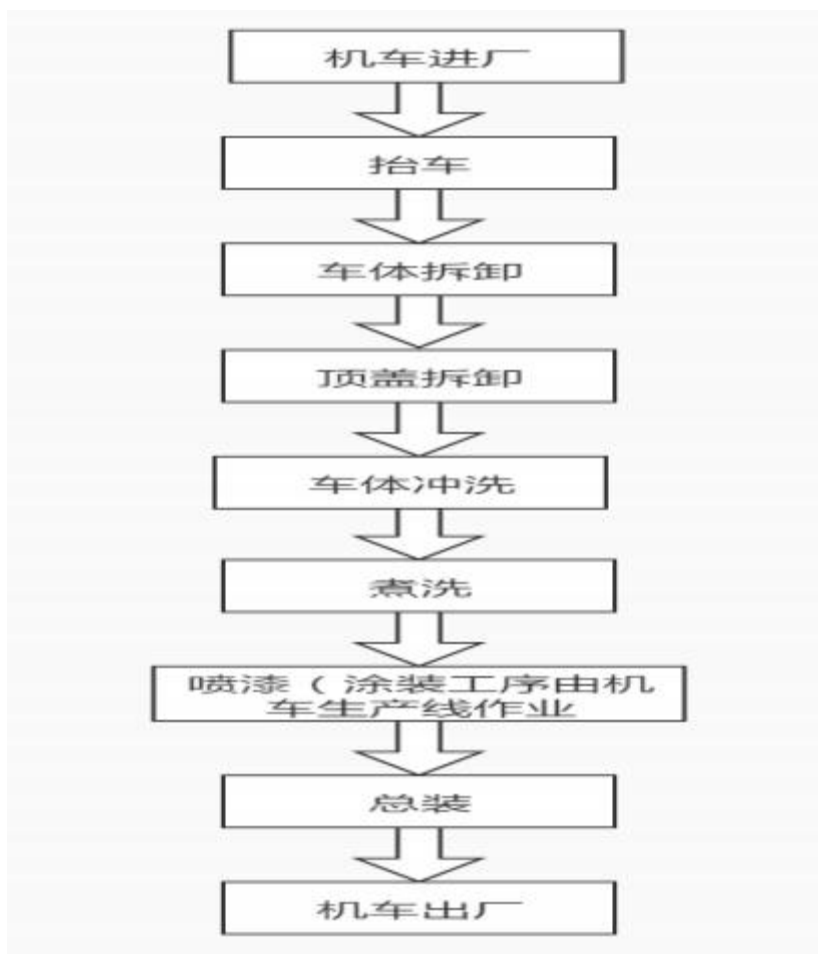 机车进厂
抬车
车体拆卸
顶盖拆卸
车体冲洗
煮洗
喷漆（涂装工序由机
车生产线作业
总装
机车出厂